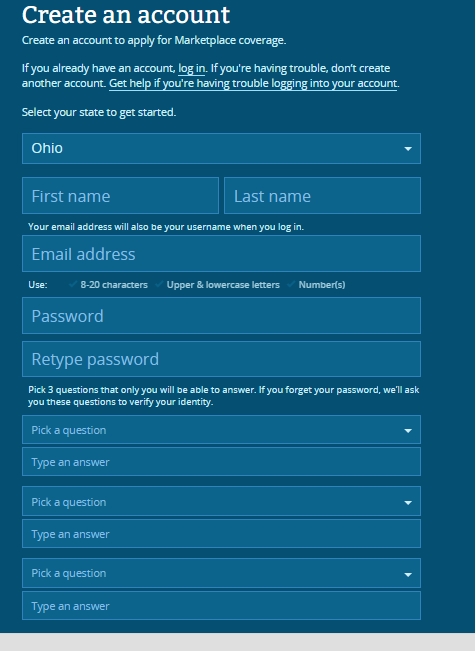 Create an account
Create an account to apply for Marketplace coverage.
If you already have an account, log in. If you're having trouble, don't create
another account. Get help if you're having trouble logging into your account.
Select your state to get started.
Ohio
First name Last name
Your email address will also be your username when you log in.
Email address
Use: 8-20 characters Upper & lowercase letters Number(s)
Password
Retype password
Pick 3 questions that only you will be able to answer. If you forget your password, we'll ask
you these questions to verify your identity.
Pick a question
Type an answer
Pick a question
Type an answer
Pick a question
Type an answer